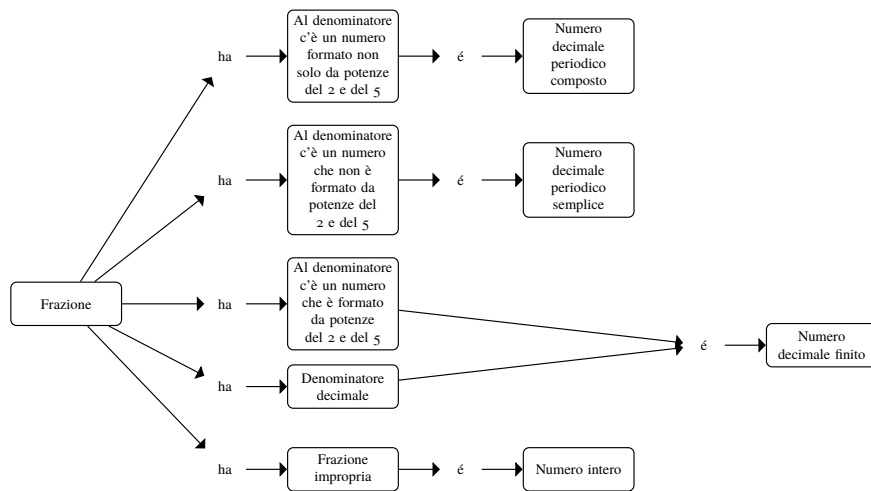 ha
Al denominatore
c'è un numero
formato non
solo da potenze
del 2 e del 5
é
Numero
decimale
periodico
composto
ha
Al denominatore
c'è un numero
che non è
formato da
potenze del
2 e del 5
é
Numero
decimale
periodico
semplice
Frazione
ha
Al denominatore
c'è un numero
che è formato
da potenze
del 2 e del 5
é
Numero
decimale finito
ha
Denominatore
decimale
ha
Frazione
impropria
é
Numero intero